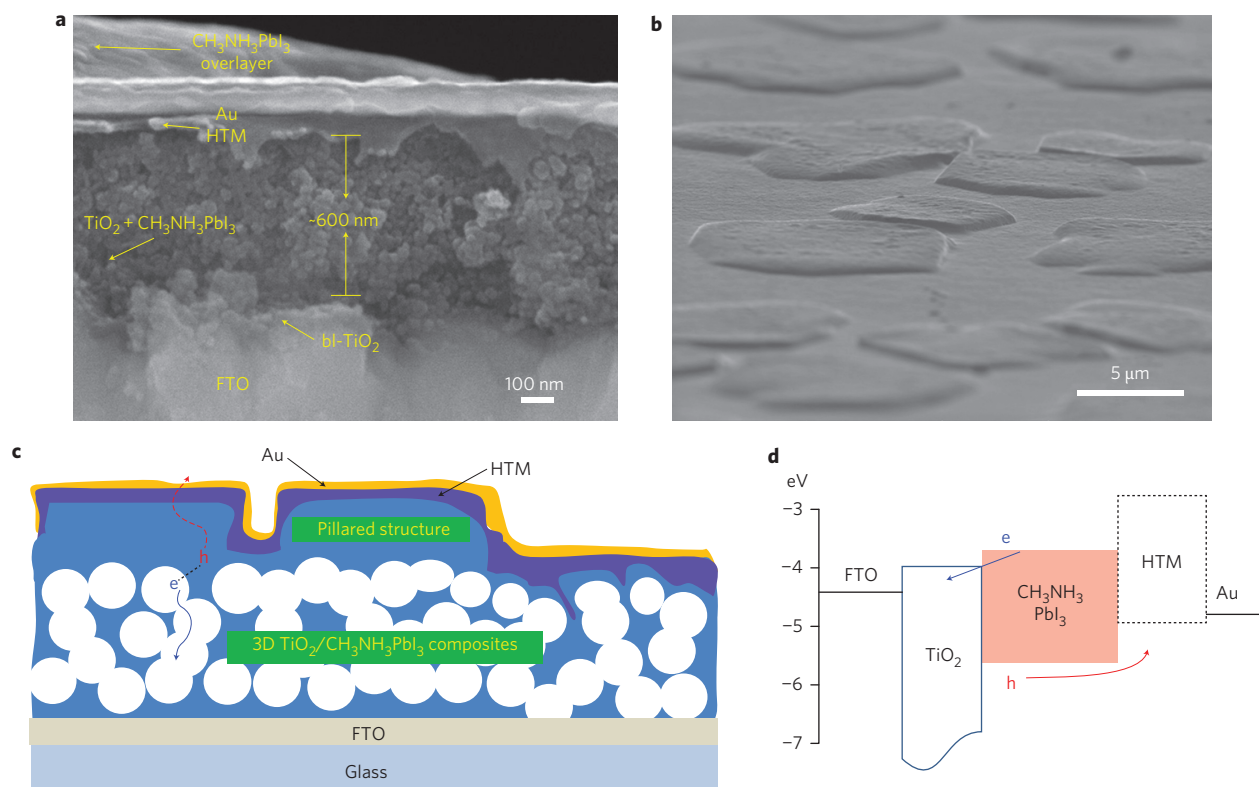 a
CH₃NH₃PbI₃
overlayer
Au
HTM
TiO₂ + CH₃NH₃PbI₃
~600 nm
bl-TiO₂
FTO
100 nm
b
5 µm
c
Au
HTM
Pillared structure
h
e
3D TiO₂/CH₃NH₃PbI₃ composites
FTO
Glass
d
eV
−3
−4
−5
−6
−7
FTO
TiO₂
e
CH₃NH₃
PbI₃
h
HTM
Au